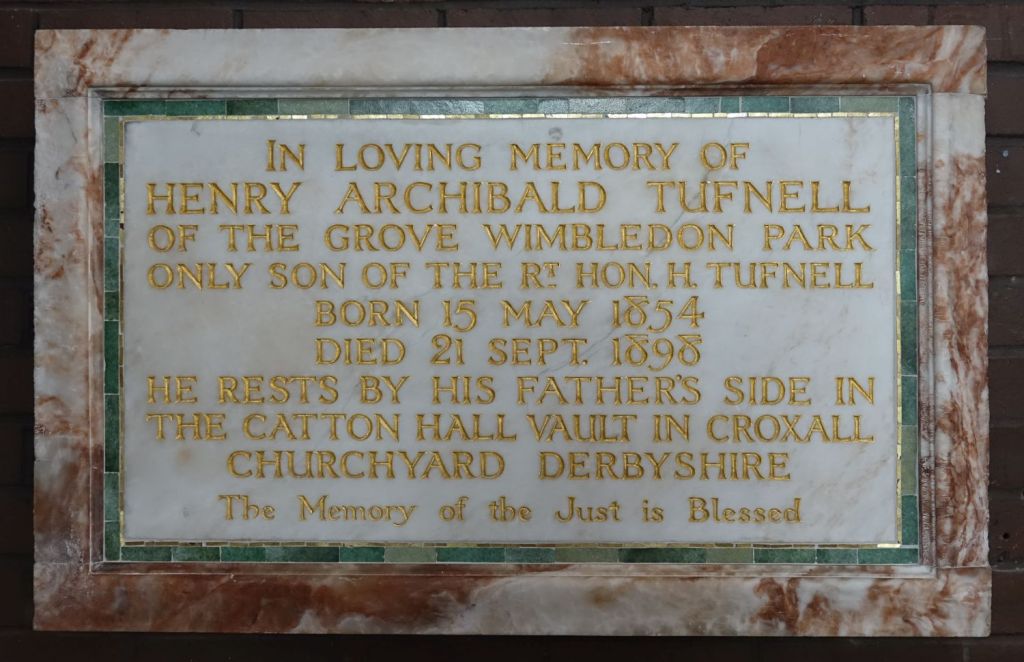 IN LOVING MEMORY OF
HENRY ARCHIBALD TUFNELL
OF THE GROVE WIMBLEDON PARK
ONLY SON OF THE RT HON. H. TUFNELL
BORN 15 MAY 1854
DIED 21 SEPT. 1898
HE RESTS BY HIS FATHER'S SIDE IN
THE CATTON HALL VAULT IN CROXALL
CHURCHYARD DERBYSHIRE
The Memory of the Just is Blessed